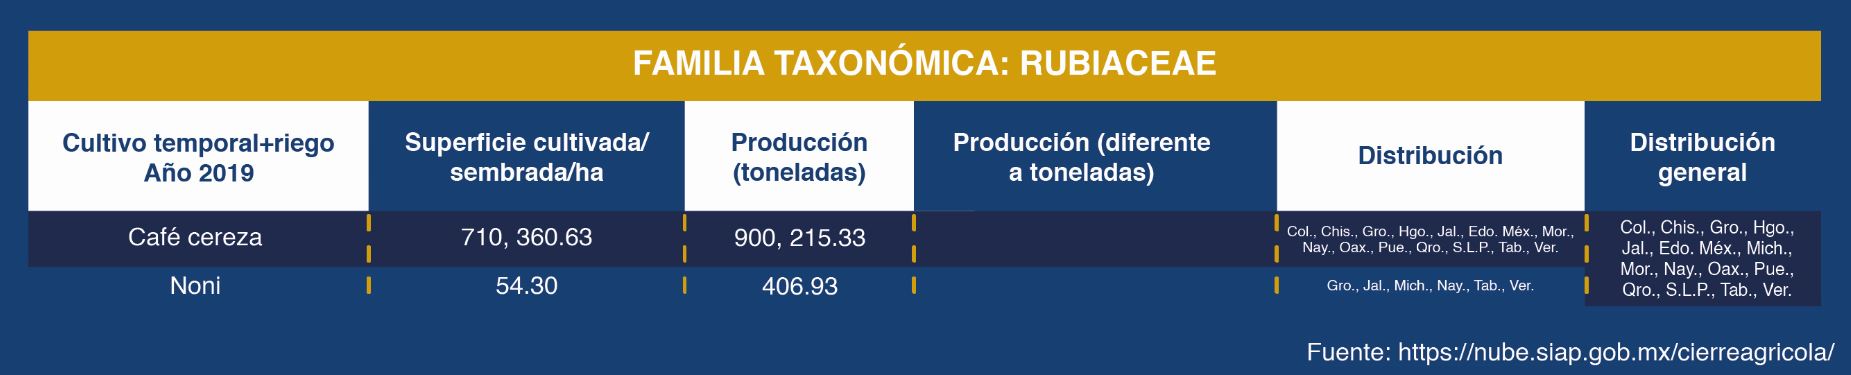 FAMILIA TAXONÓMICA: RUBIACEAE
Cultivo temporal+riego
Año 2019
Superficie cultivada/
sembrada/ha
Producción
(toneladas)
Producción (diferente
a toneladas)
Distribución
Distribución
general
Café cereza
710, 360.63
900, 215.33
Col., Chis., Gro., Hgo., Jal., Edo. Méx., Mor.,
Nay., Oax., Pue., Qro., S.L.P., Tab., Ver.
Col., Chis., Gro., Hgo.,
Jal., Edo. Méx., Mich.,
Mor., Nay., Oax., Pue.,
Qro., S.L.P., Tab., Ver.
Noni
54.30
406.93
Gro., Jal., Mich., Nay., Tab., Ver.
Fuente: https://nube.siap.gob.mx/cierreagricola/